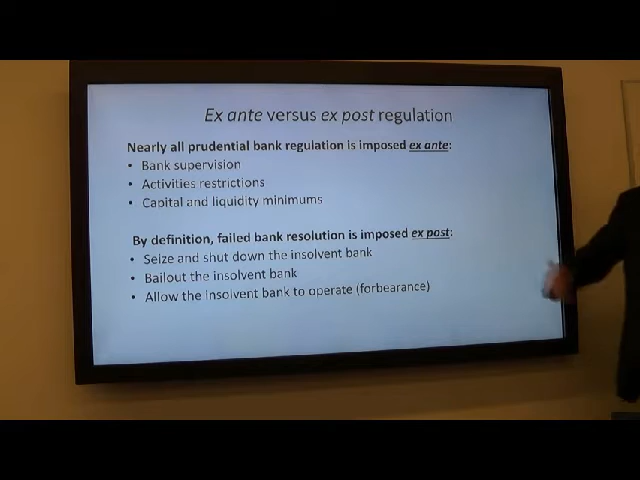 Ex ante versus ex post regulation
Nearly all prudential bank regulation is imposed ex ante:
• Bank supervision
• Activities restrictions
• Capital and liquidity minimums
By definition, failed bank resolution is imposed ex post:
• Seize and shut down the insolvent bank
• Bailout the insolvent bank
• Allow the insolvent bank to operate (forbearance)